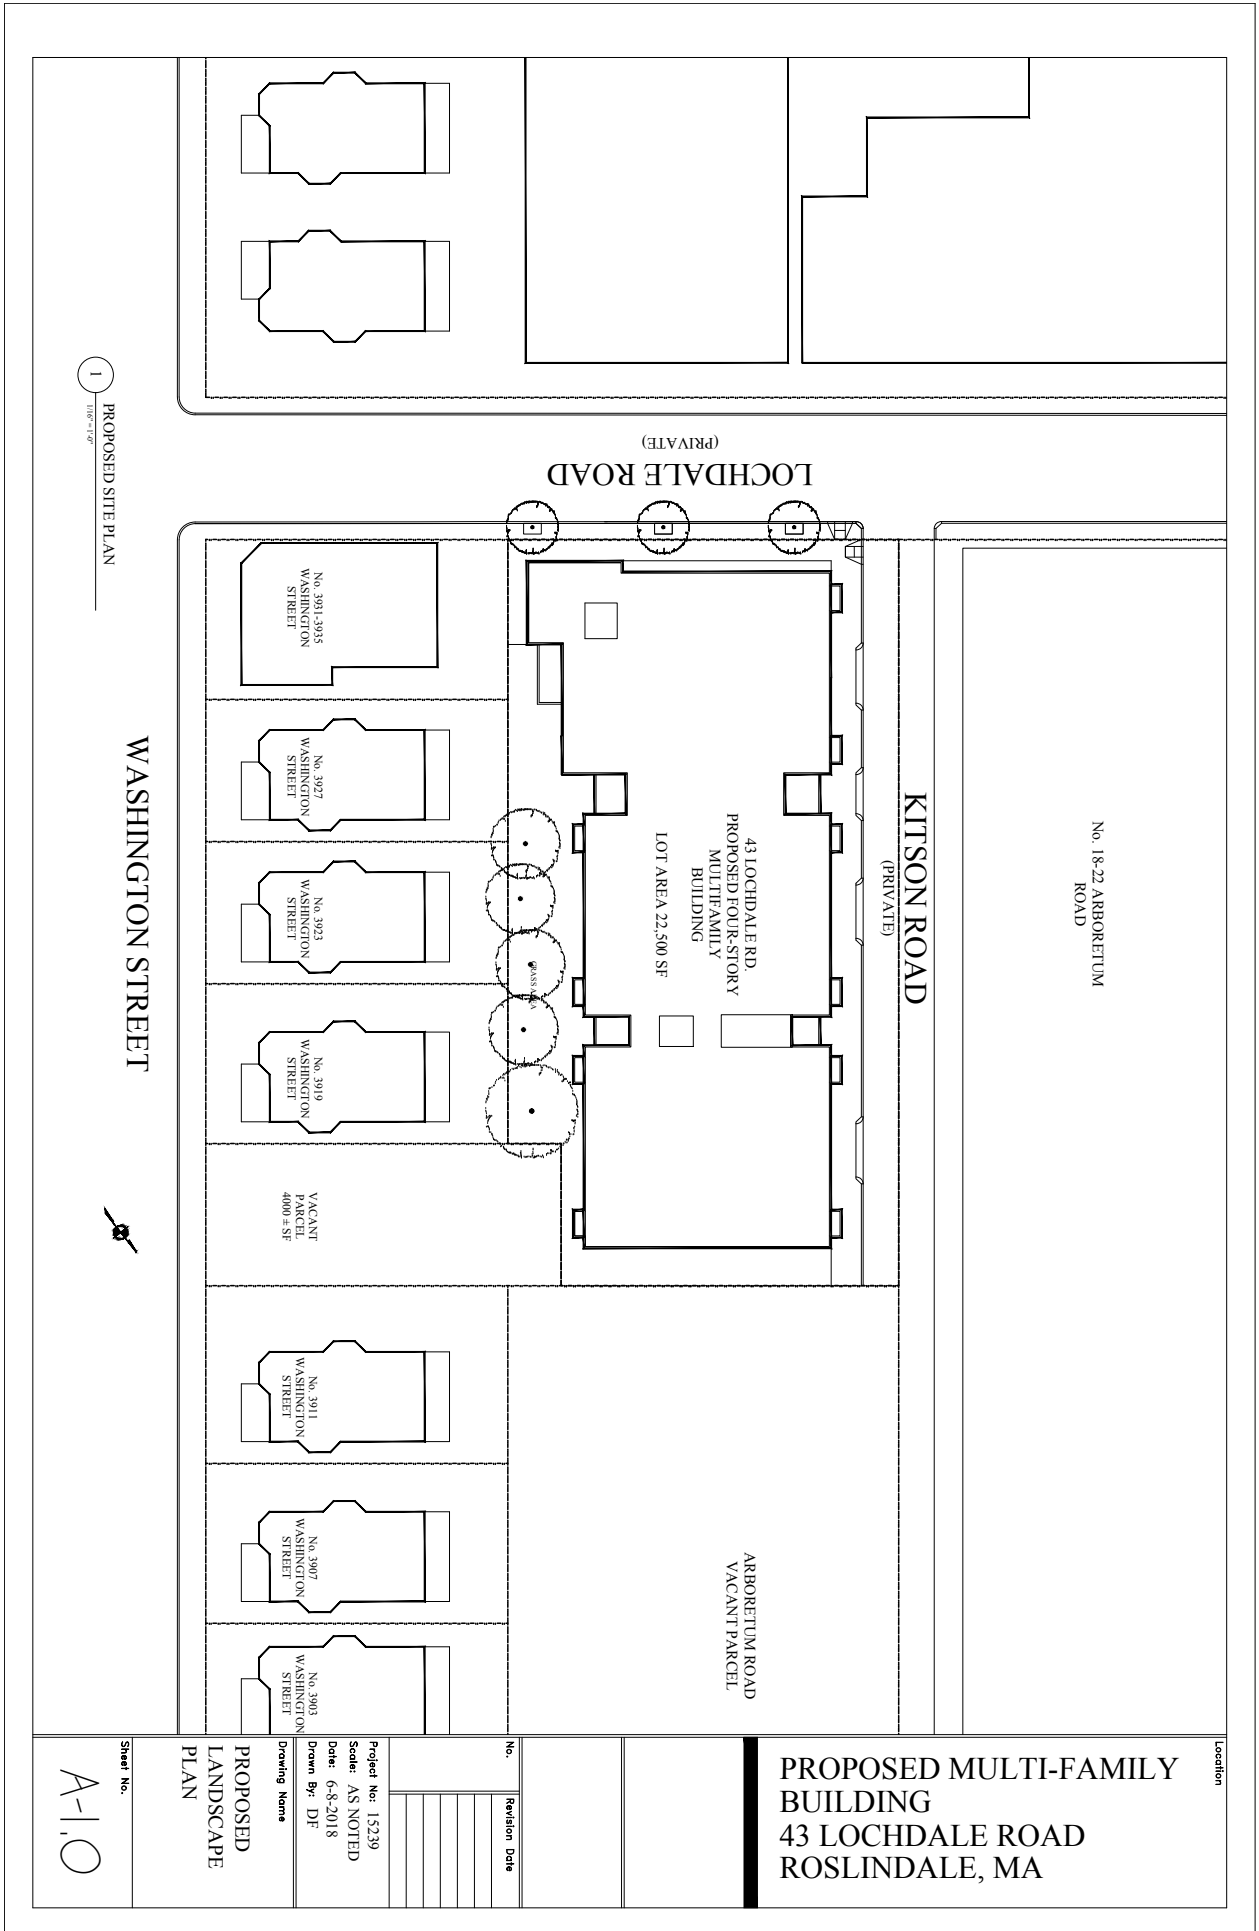 LOCHDALE ROAD
(PRIVATE)
KITSON ROAD
(PRIVATE)
WASHINGTON STREET
No. 18-22 ARBORETUM
ROAD
43 LOCHDALE RD.
PROPOSED FOUR-STORY
MULTIFAMILY
BUILDING
LOT AREA 22,500 SF
GRASS AREA
No. 3931-3935
WASHINGTON
STREET
No. 3927
WASHINGTON
STREET
No. 3923
WASHINGTON
STREET
No. 3919
WASHINGTON
STREET
VACANT
PARCEL
4000 ± SF
No. 3911
WASHINGTON
STREET
No. 3907
WASHINGTON
STREET
No. 3903
WASHINGTON
STREET
ARBORETUM ROAD
VACANT PARCEL
1
PROPOSED SITE PLAN
1/16" = 1'-0"
Location
PROPOSED MULTI-FAMILY
BUILDING
43 LOCHDALE ROAD
ROSLINDALE, MA
No.
Revision Date
Project No: 15239
Scale: AS NOTED
Date: 6-8-2018
Drawn By: DF
Drawing Name
PROPOSED
LANDSCAPE
PLAN
Sheet No.
A-1.0